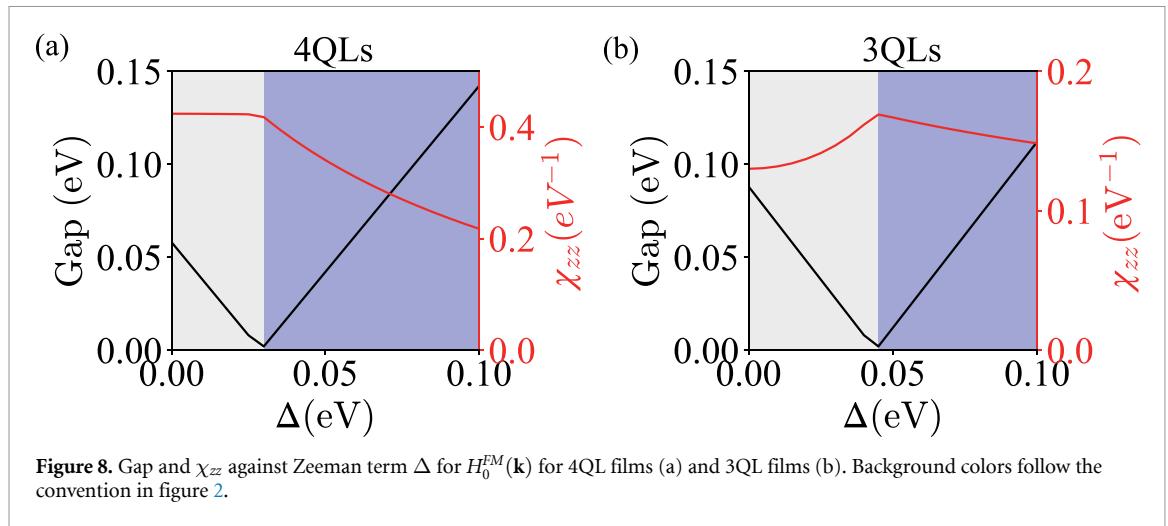 (a)
4QLs
0.15
0.10
0.05
0.00
Gap (eV)
0.4
0.2
0.0
χzz(eV⁻¹)
0.00 0.05 0.10
Δ(eV)
(b)
3QLs
0.15
0.10
0.05
0.00
Gap (eV)
0.2
0.1
0.0
χzz(eV⁻¹)
0.00 0.05 0.10
Δ(eV)
Figure 8. Gap and χzz against Zeeman term Δ for H₀ᶠᴹ(k) for 4QL films (a) and 3QL films (b). Background colors follow the
convention in figure 2.